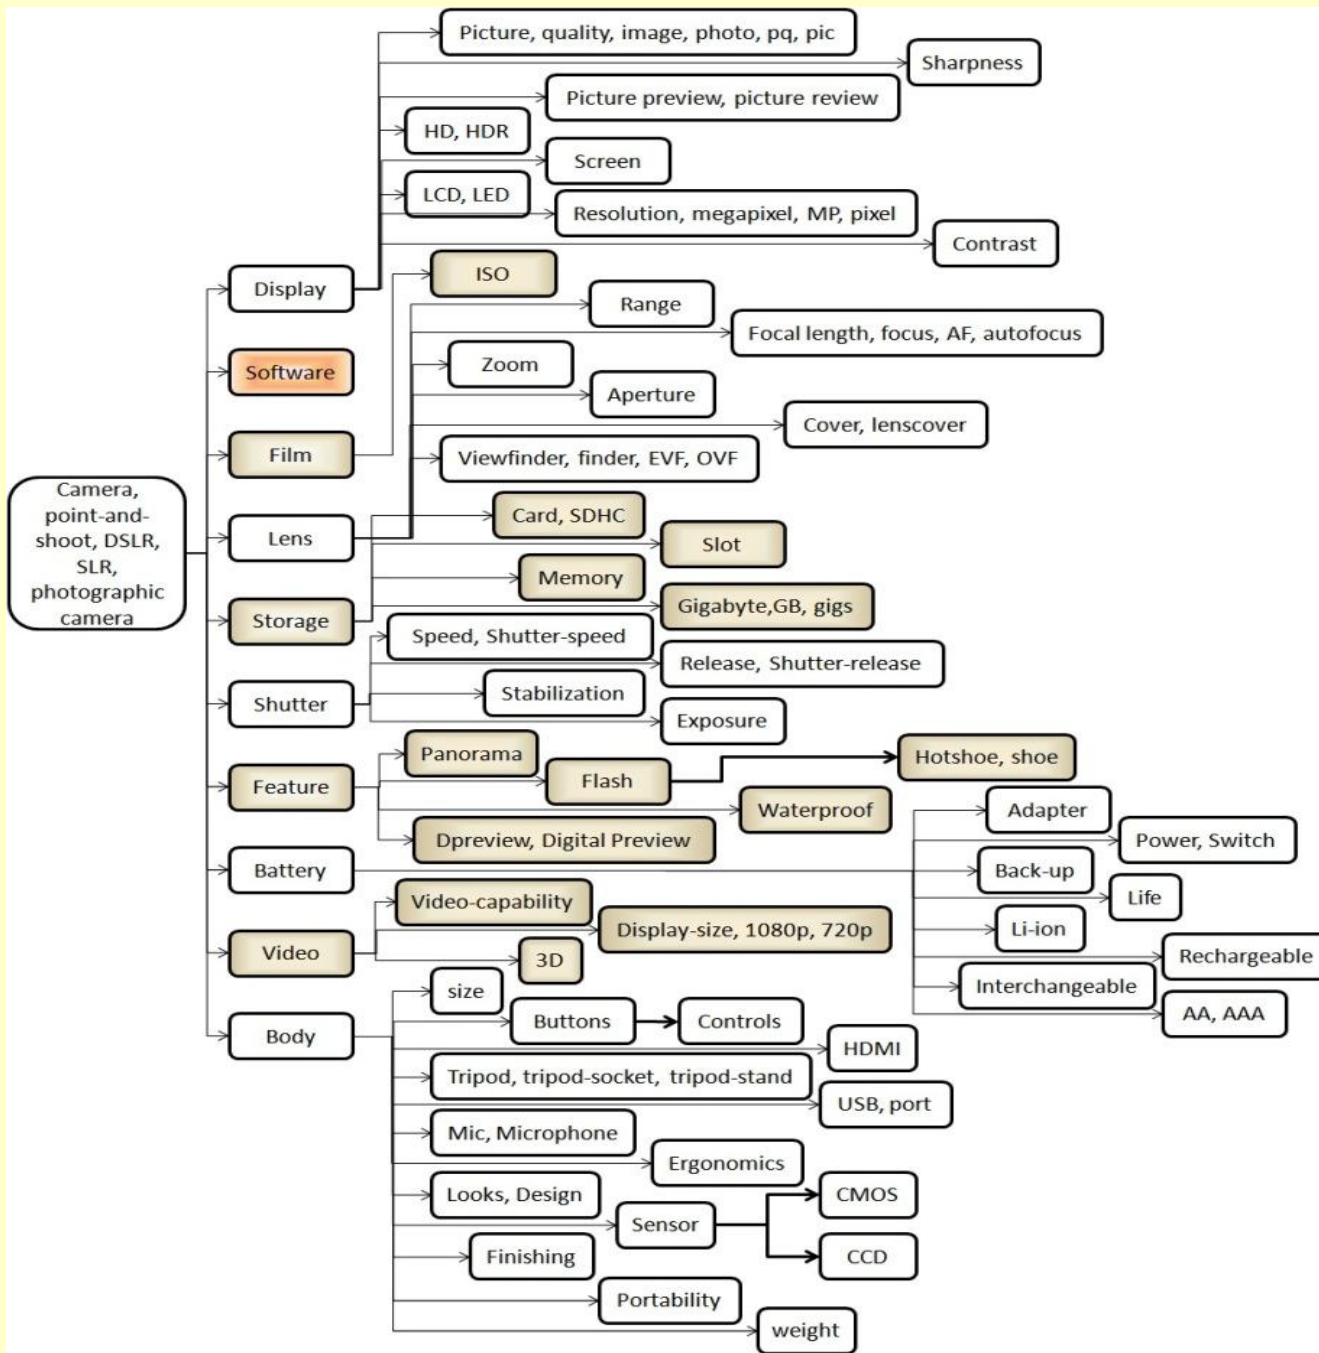 Picture, quality, image, photo, pq, pic
Sharpness
Picture preview, picture review
HD, HDR
Screen
LCD, LED
Resolution, megapixel, MP, pixel
Contrast
Display
ISO
Range
Focal length, focus, AF, autofocus
Zoom
Software
Aperture
Cover, lenscover
Film
Viewfinder, finder, EVF, OVF
Camera,
point-and-
shoot, DSLR,
SLR,
photographic
camera
Card, SDHC
Lens
Slot
Memory
Gigabyte,GB, gigs
Storage
Speed, Shutter-speed
Release, Shutter-release
Stabilization
Shutter
Exposure
Panorama
Hotshoe, shoe
Flash
Feature
Waterproof
Adapter
Dpreview, Digital Preview
Power, Switch
Battery
Back-up
Life
Video-capability
Display-size, 1080p, 720p
Li-ion
Video
3D
Rechargeable
size
Interchangeable
AA, AAA
Buttons
Controls
Body
HDMI
Tripod, tripod-socket, tripod-stand
USB, port
Mic, Microphone
Ergonomics
Looks, Design
CMOS
Sensor
Finishing
CCD
Portability
weight